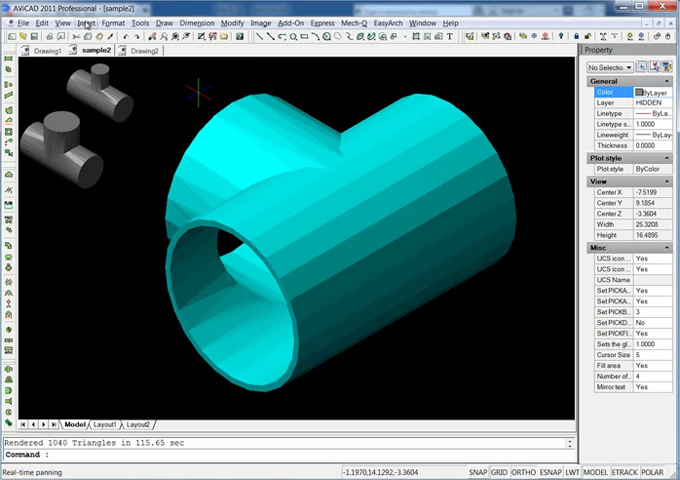 AViCAD 2011 Professional - [sample2]
File Edit View Insert Format Tools Draw Dimension Modify Image Add-On Express Mech-Q EasyArch Window Help
Drawing1 sample2 Drawing2
Property
No Selectio
General
Color ByLayer
Layer HIDDEN
Linetype ByLa...
Linetype s... 1.0000
Lineweight ByLay
Thickness 0.0000
Plot style
Plot style ByColor
View
Center X -7.5199
Center Y 9.1854
Center Z -3.3604
Width 25.3208
Height 16.4895
Misc
UCS icon ... Yes
UCS icon ... Yes
UCS Name
Set PICKA... Yes
Set PICKA... Yes
Set PICKB... 3
Set PICKD... No
Set PICKFI... Yes
Sets the gl... 1.0000
Cursor Size 5
Fill area Yes
Number of... 4
Mirror text Yes
Model Layout1 Layout2
Rendered 1040 Triangles in 115.65 sec
Command :
Real-time panning -1.1970,14.1292,-3.3604 SNAP GRID ORTHO ESNAP LWT MODEL ETRACK POLAR